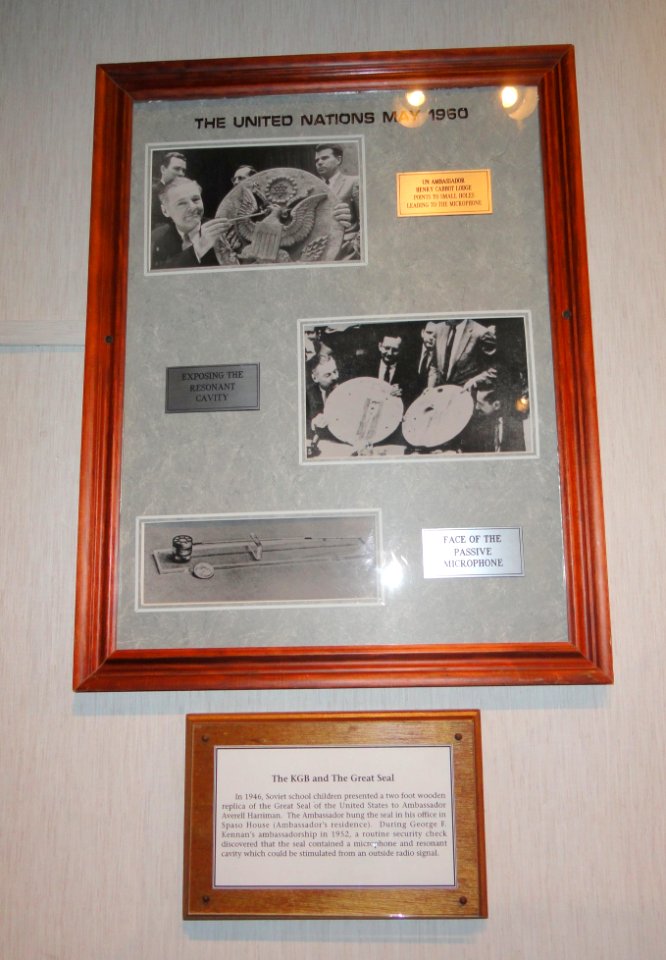 THE UNITED NATIONS MAY 1960
UN AMBASSADOR
HENRY CABOT LODGE
POINTS TO SMALL HOLES
LEADING TO THE MICROPHONE
EXPOSING THE
RESONANT
CAVITY
FACE OF THE
PASSIVE
MICROPHONE
The KGB and The Great Seal
In 1946, Soviet school children presented a two foot wooden
replica of the Great Seal of the United States to Ambassador
Averell Harriman. The Ambassador hung the seal in his office in
Spaso House (Ambassador's residence). During George F.
Kennan's ambassadorship in 1952, a routine security check
discovered that the seal contained a microphone and resonant
cavity which could be stimulated from an outside radio signal.